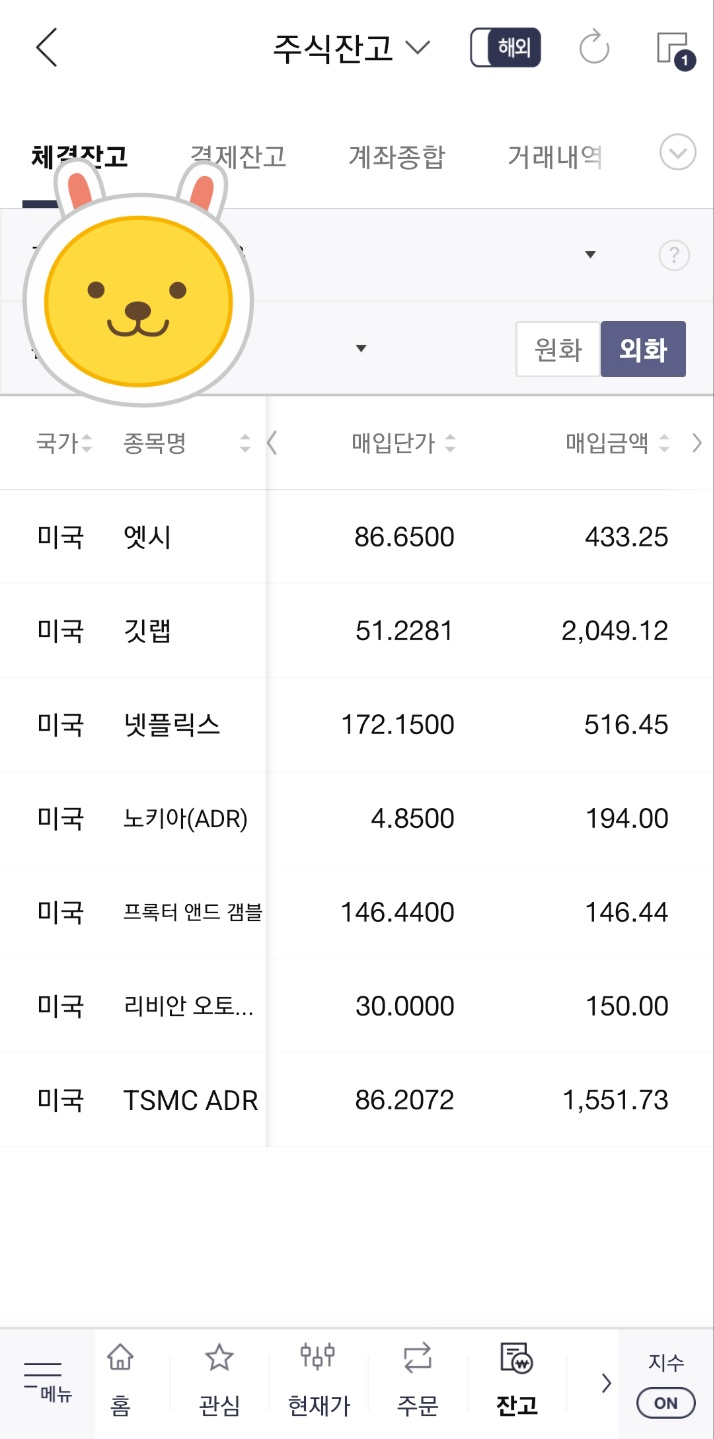 주식잔고 해외 1
체결잔고 결제잔고 계좌종합 거래내역
?
원화 외화
국가 종목명 매입단가 매입금액
미국 엣시 86.6500 433.25
미국 깃랩 51.2281 2,049.12
미국 넷플릭스 172.1500 516.45
미국 노키아(ADR) 4.8500 194.00
미국 프록터 앤드 갬블 146.4400 146.44
미국 리비안 오토... 30.0000 150.00
미국 TSMC ADR 86.2072 1,551.73
메뉴 홈 관심 현재가 주문 잔고 지수
ON